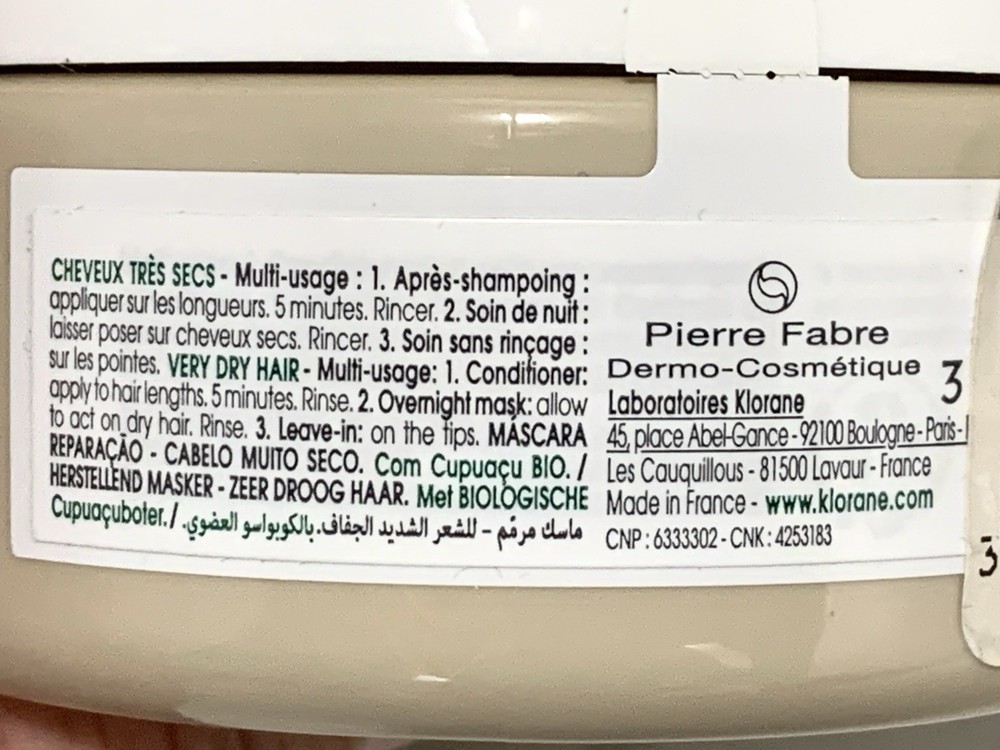 CHEVEUX TRÈS SECS - Multi-usage : 1. Après-shampoing :
appliquer sur les longueurs. 5 minutes. Rincer. 2. Soin de nuit :
laisser poser sur cheveux secs. Rincer. 3. Soin sans rinçage :
sur les pointes. VERY DRY HAIR - Multi-usage: 1. Conditioner:
apply to hair lengths. 5 minutes. Rinse. 2. Overnight mask: allow
to act on dry hair. Rinse. 3. Leave-in: on the tips. MÁSCARA
REPARAÇÃO - CABELO MUITO SECO. Com Cupuaçu BIO. /
HERSTELLEND MASKER - ZEER DROOG HAAR. Met BIOLOGISCHE
Cupuaçuboter. / ماسك مرمّم - للشعر الشديد الجفاف. بالكوبواسو العضوي.
Pierre Fabre
Dermo-Cosmétique
3
Laboratoires Klorane
45, place Abel-Gance - 92100 Boulogne - Paris -
Les Cauquillous - 81500 Lavaur - France
Made in France - www.klorane.com
CNP : 6333302 - CNK : 4253183
3